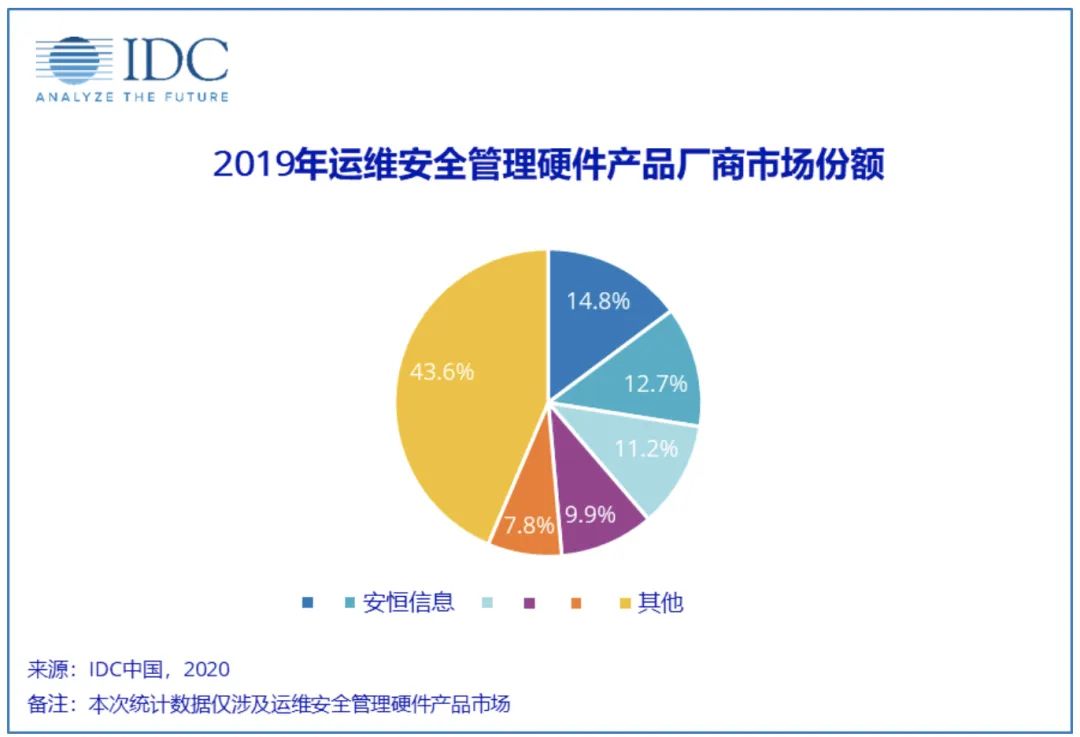 IDC
ANALYZE THE FUTURE
2019年运维安全管理硬件产品厂商市场份额
14.8%
12.7%
11.2%
9.9%
7.8%
43.6%
安恒信息 其他
来源：IDC中国，2020
备注：本次统计数据仅涉及运维安全管理硬件产品市场